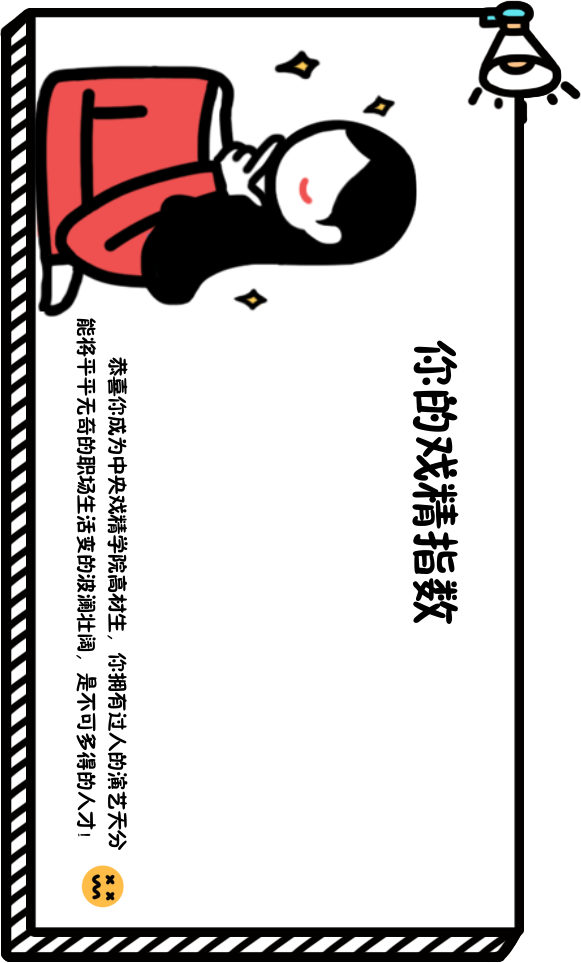 你的戏精指数
恭喜你成为中央戏精学院高材生，你拥有过人的演艺天分
能将平平无奇的职场生活变的波澜壮阔，是不可多得的人才！